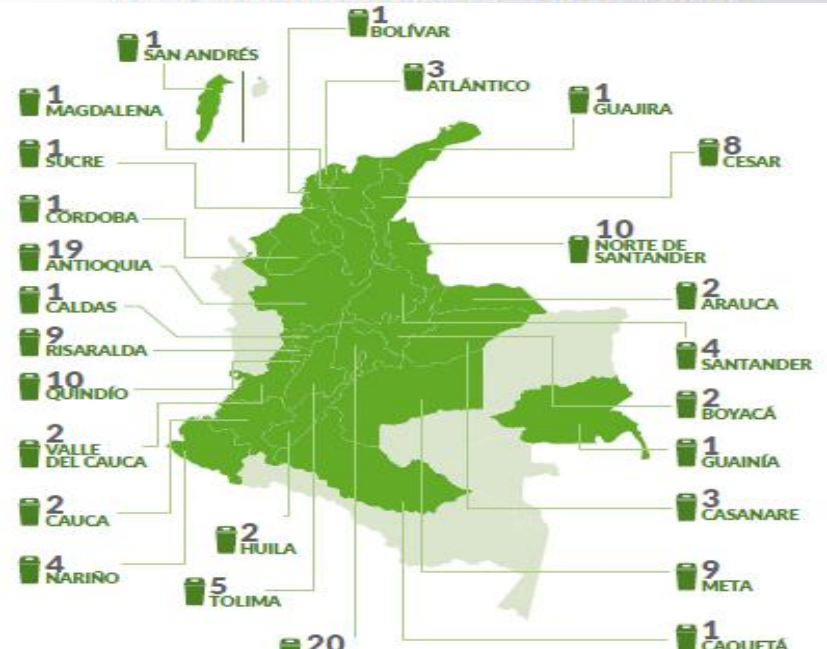 1
BOLÍVAR
1
SAN ANDRÉS
3
ATLÁNTICO
1
MAGDALENA
1
GUAJIRA
1
SUCRE
8
CESAR
1
CÓRDOBA
10
NORTE DE
SANTANDER
19
ANTIOQUIA
1
CALDAS
2
ARAUCA
9
RISARALDA
4
SANTANDER
10
QUINDÍO
2
BOYACÁ
2
VALLE
DEL CAUCA
1
GUAINÍA
2
CAUCA
3
CASANARE
2
HUILA
4
NARIÑO
9
META
5
TOLIMA
20
1
CAQUETÁ